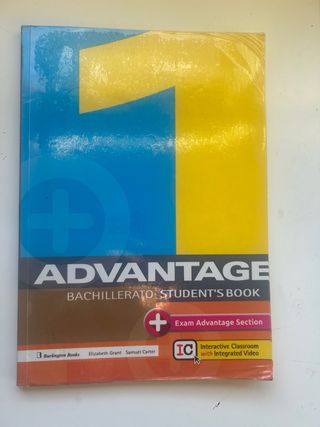 1
ADVANTAGE
BACHILLERATO: STUDENT'S BOOK
+ Exam Advantage Section
Burlington Books Elizabeth Grant Samuel Carter
IC Interactive Classroom
with Integrated Video